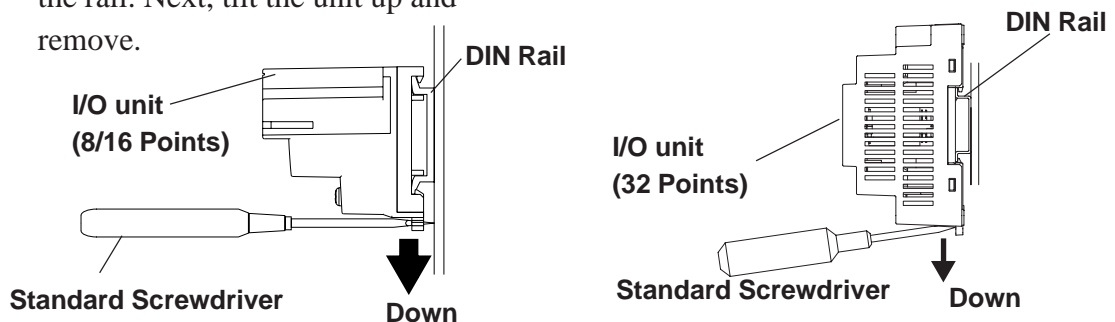 the rail. Next, tilt the unit up and
remove.
DIN Rail
I/O unit
(8/16 Points)
Standard Screwdriver
Down
DIN Rail
I/O unit
(32 Points)
Standard Screwdriver
Down